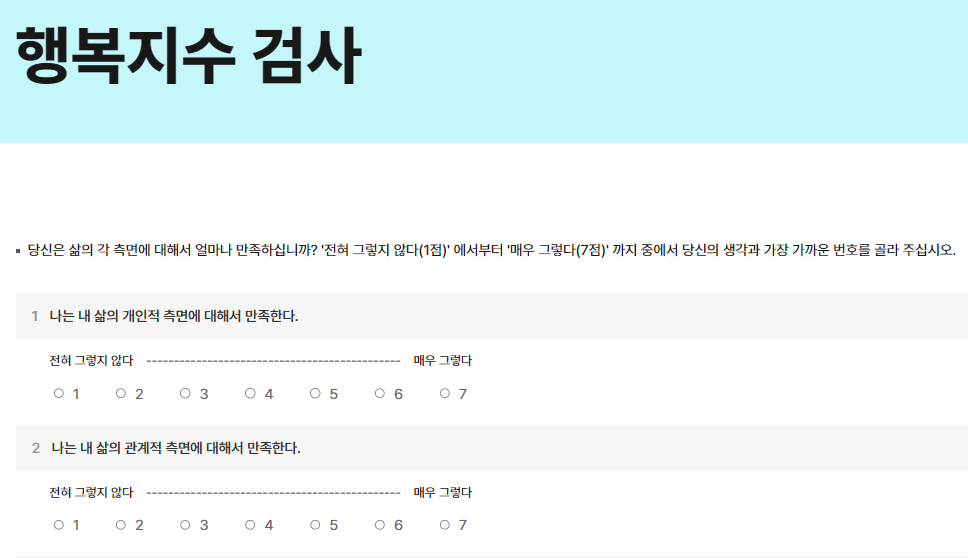 행복지수 검사
당신은 삶의 각 측면에 대해서 얼마나 만족하십니까? '전혀 그렇지 않다(1점)' 에서부터 '매우 그렇다(7점)' 까지 중에서 당신의 생각과 가장 가까운 번호를 골라 주십시오.
1 나는 내 삶의 개인적 측면에 대해서 만족한다.
전혀 그렇지 않다 ----------------------------------------------- 매우 그렇다
1 2 3 4 5 6 7
2 나는 내 삶의 관계적 측면에 대해서 만족한다.
전혀 그렇지 않다 ----------------------------------------------- 매우 그렇다
1 2 3 4 5 6 7